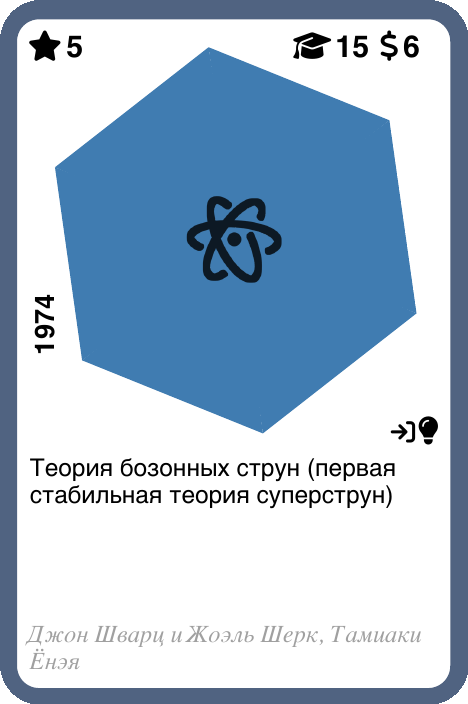 5
15 $ 6
1974
Теория бозонных струн (первая
стабильная теория суперструн)
Джон Шварц и Жоэль Шерк, Тамиаки
Ёнэя